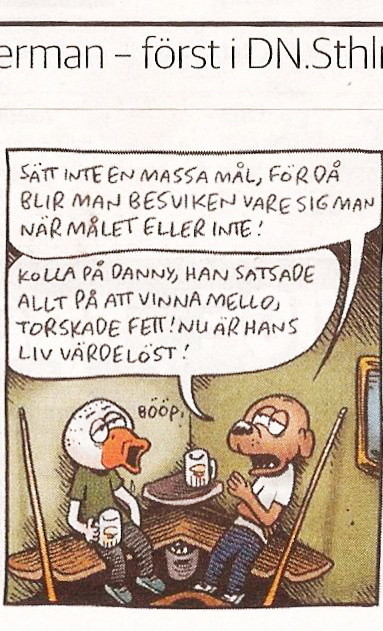 erman – först i DN.Sthl
SÄTT INTE EN MASSA MÅL, FÖR DÅ
BLIR MAN BESVIKEN VARE SIG MAN
NÅR MÅLET ELLER INTE!
KOLLA PÅ DANNY, HAN SATSADE
ALLT PÅ ATT VINNA MELLO,
TORSKADE FETT! NU ÄR HANS
LIV VÄRDELÖST!
BÖÖP,